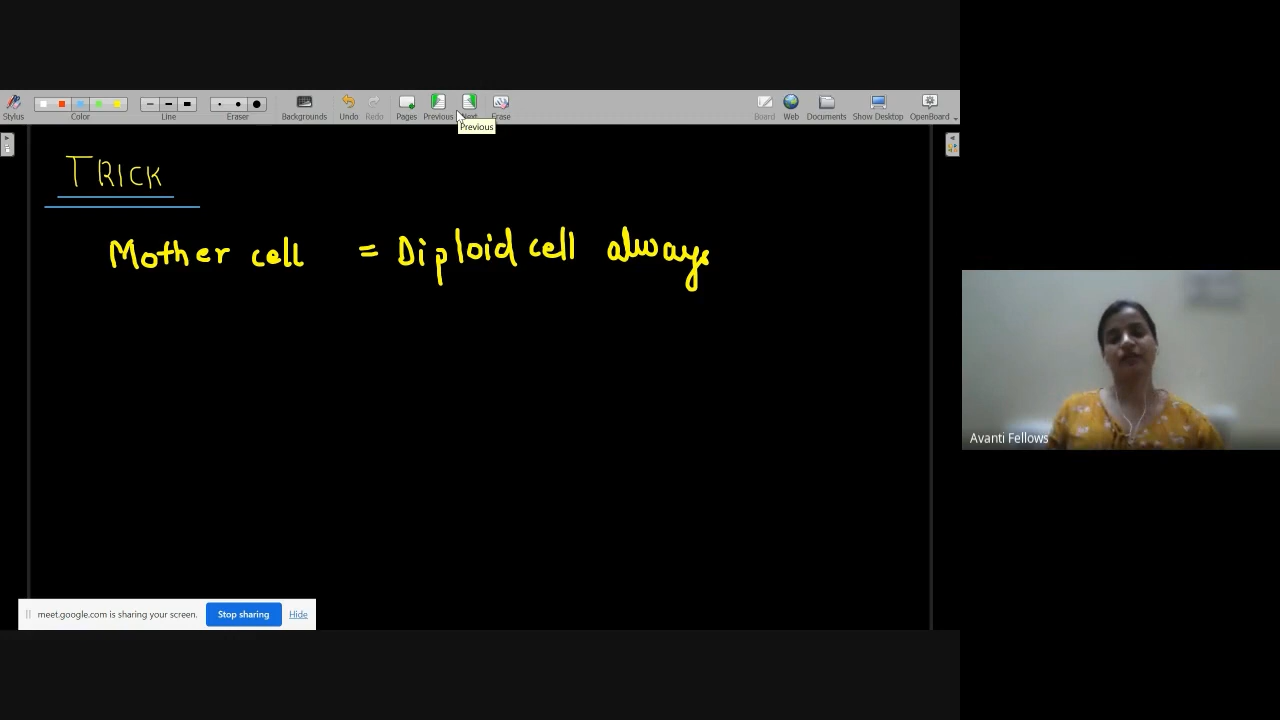 Stylus
Color
Line
Eraser
Backgrounds
Undo
Redo
Pages
Previous
Erase
Board
Web
Documents
Show Desktop
OpenBoard
Previous
TRICK
Mother cell = Diploid cell always
Avanti Fellows
meet.google.com is sharing your screen.
Stop sharing
Hide